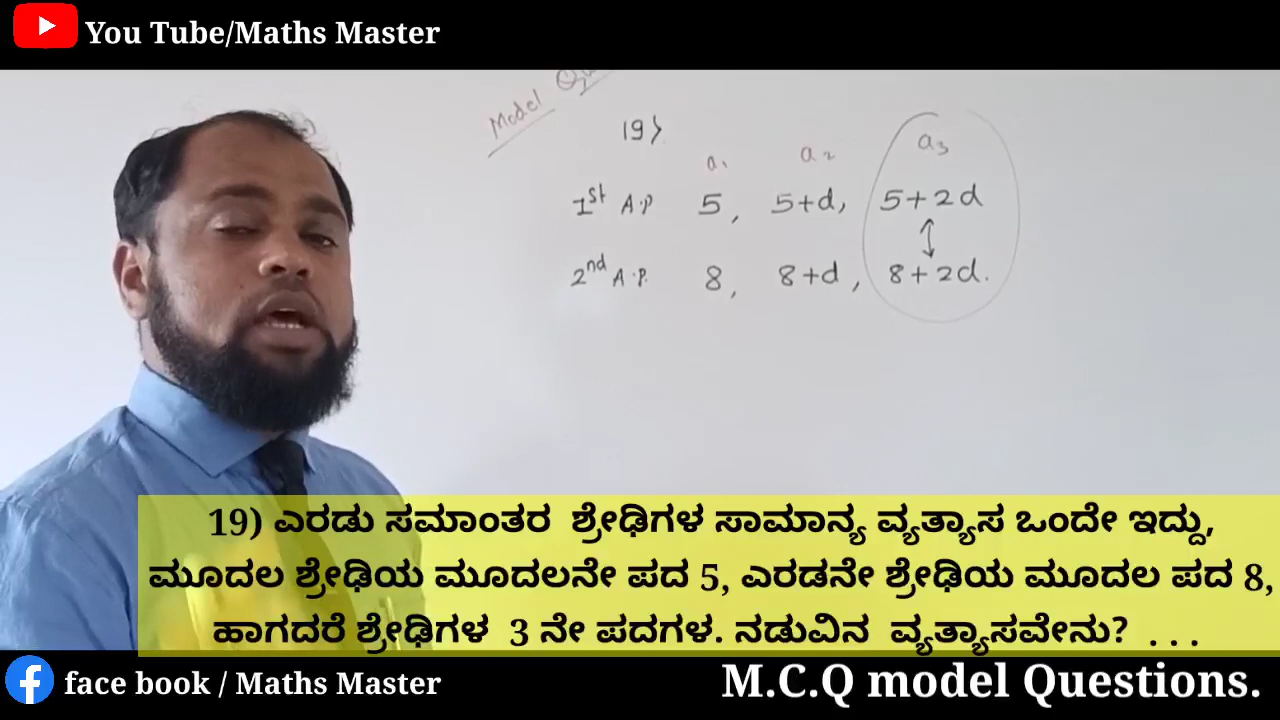 You Tube/Maths Master
Model
19>
a₁ a₂ a₃
1st A.P 5, 5+d, 5+2d
2nd A.P. 8, 8+d, 8+2d.
19) ಎರಡು ಸಮಾಂತರ ಶ್ರೇಢಿಗಳ ಸಾಮಾನ್ಯ ವ್ಯತ್ಯಾಸ ಒಂದೇ ಇದ್ದು,
ಮೂದಲ ಶ್ರೇಢಿಯ ಮೂದಲನೇ ಪದ 5, ಎರಡನೇ ಶ್ರೇಢಿಯ ಮೂದಲ ಪದ 8,
ಹಾಗದರೆ ಶ್ರೇಢಿಗಳ 3 ನೇ ಪದಗಳ. ನಡುವಿನ ವ್ಯತ್ಯಾಸವೇನು? . . .
face book / Maths Master
M.C.Q model Questions.